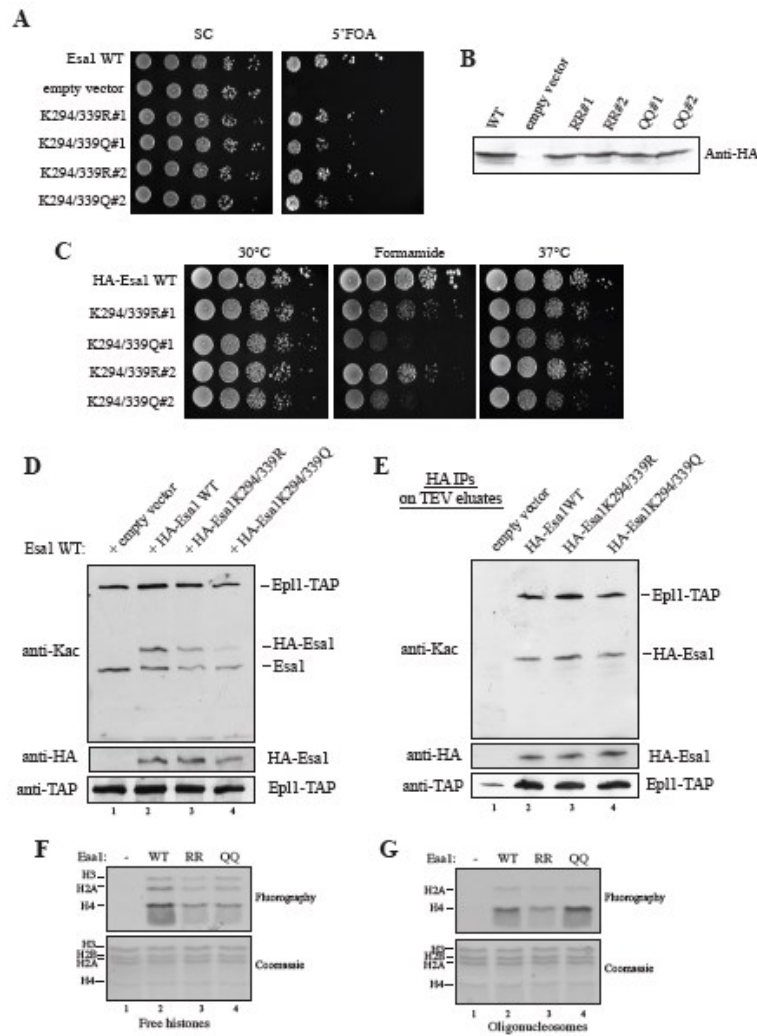 A
SC 5'FOA
Esa1 WT
empty vector
K294/339R#1
K294/339Q#1
K294/339R#2
K294/339Q#2
B
WT empty vector RR#1 RR#2 QQ#1 QQ#2
Anti-HA
C
30°C Formamide 37°C
HA-Esa1 WT
K294/339R#1
K294/339Q#1
K294/339R#2
K294/339Q#2
D
Esa1 WT: + empty vector + HA-Esa1 WT + HA-Esa1K294/339R + HA-Esa1K294/339Q
anti-Kac
Epl1-TAP
HA-Esa1
Esa1
anti-HA HA-Esa1
anti-TAP Epl1-TAP
1 2 3 4
E
HA IPs
on TEV eluates
empty vector HA-Esa1WT HA-Esa1K294/339R HA-Esa1K294/339Q
anti-Kac
Epl1-TAP
HA-Esa1
anti-HA HA-Esa1
anti-TAP Epl1-TAP
1 2 3 4
F
Esa1: - WT RR QQ
H3
H2A
H4
Fluorography
H3
H2B
H2A
H4
Coomassie
1 2 3 4
Free histones
G
Esa1: - WT RR QQ
H2A
H4
Fluorography
H3
H2B
H2A
H4
Coomassie
1 2 3 4
Oligonucleosomes